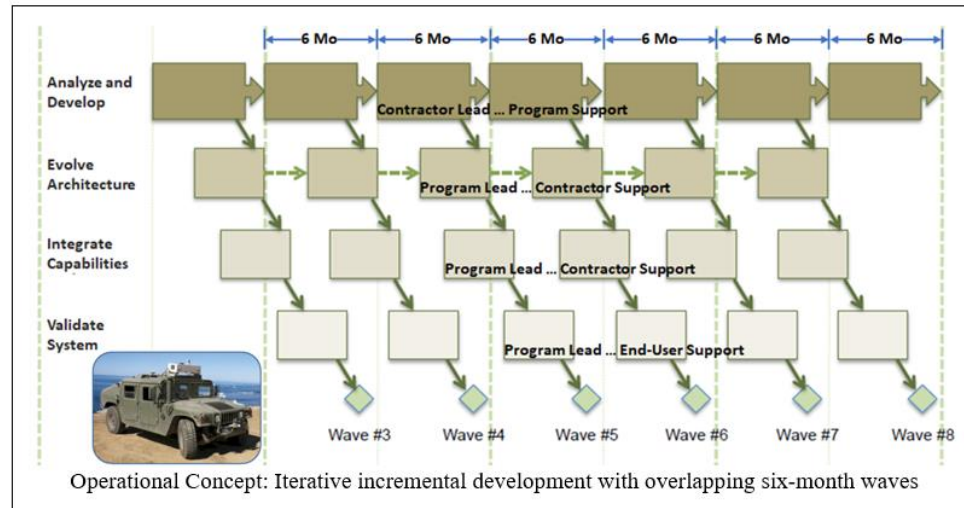 6 Mo 6 Mo 6 Mo 6 Mo 6 Mo 6 Mo
Analyze and
Develop
Contractor Lead ... Program Support
Evolve
Architecture
Program Lead ... Contractor Support
Integrate
Capabilities
Program Lead ... Contractor Support
Validate
System
Program Lead ... End-User Support
Wave #3 Wave #4 Wave #5 Wave #6 Wave #7 Wave #8
Operational Concept: Iterative incremental development with overlapping six-month waves